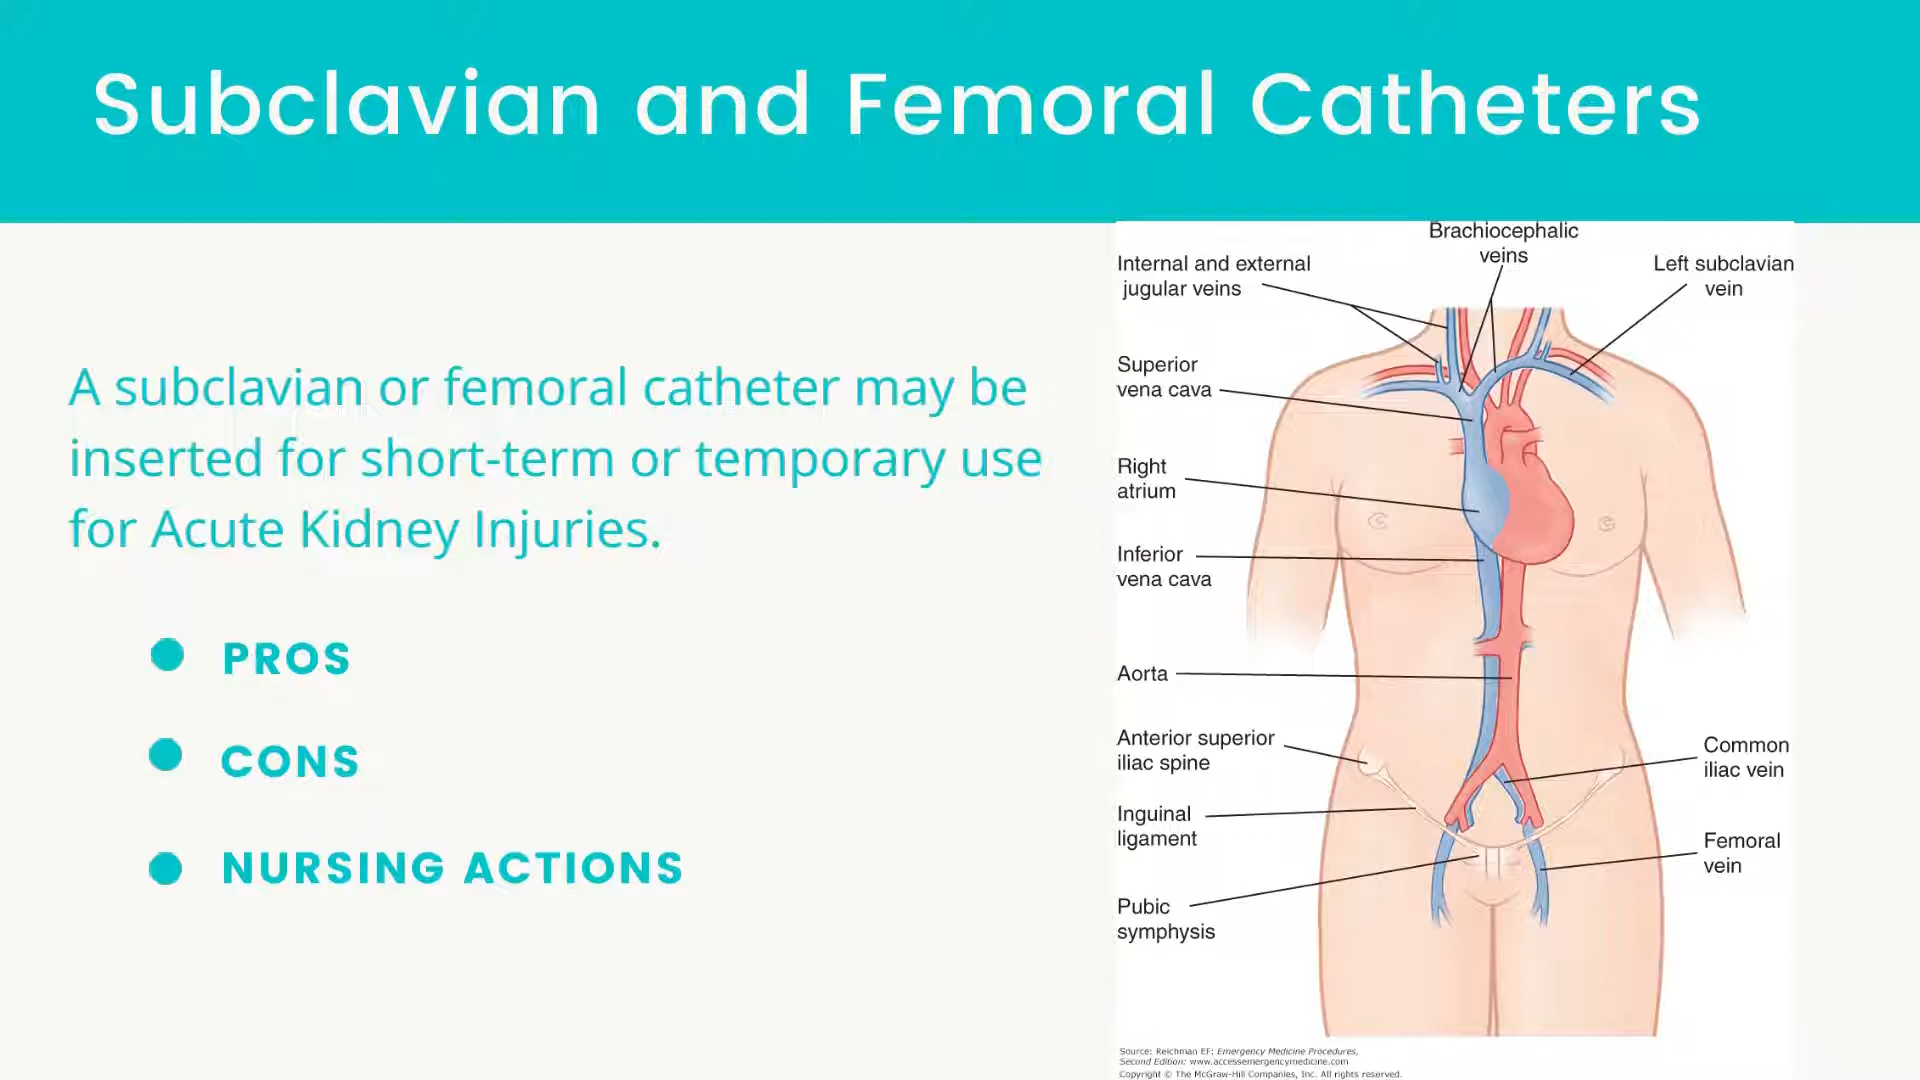 Subclavian and Femoral Catheters
A subclavian or femoral catheter may be
inserted for short-term or temporary use
for Acute Kidney Injuries.
PROS
CONS
NURSING ACTIONS
Brachiocephalic
veins
Internal and external
jugular veins
Left subclavian
vein
Superior
vena cava
Right
atrium
Inferior
vena cava
Aorta
Anterior superior
iliac spine
Common
iliac vein
Inguinal
ligament
Femoral
vein
Pubic
symphysis
Source: Reichman EF: Emergency Medicine Procedures,
Second Edition: www.accessemergencymedicine.com
Copyright © The McGraw-Hill Companies, Inc. All rights reserved.